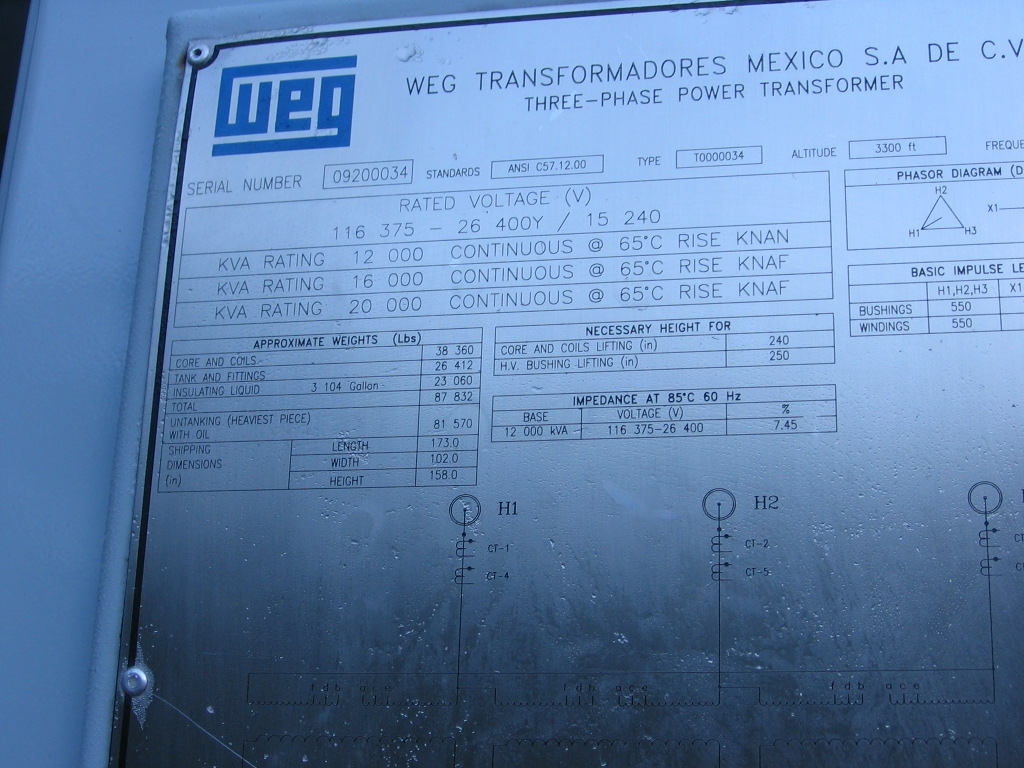 weg
WEG TRANSFORMADORES MEXICO S.A DE C.V
THREE-PHASE POWER TRANSFORMER
SERIAL NUMBER 09200034 STANDARDS ANSI C57.12.00 TYPE T0000034 ALTITUDE 3300 ft FREQUE
RATED VOLTAGE (V)
116 375 - 26 400Y / 15 240
KVA RATING 12 000 CONTINUOUS @ 65°C RISE KNAN
KVA RATING 16 000 CONTINUOUS @ 65°C RISE KNAF
KVA RATING 20 000 CONTINUOUS @ 65°C RISE KNAF
PHASOR DIAGRAM (D
H2
X1
H1 H3
BASIC IMPULSE LE
H1,H2,H3 X1
BUSHINGS 550
WINDINGS 550
APPROXIMATE WEIGHTS (Lbs)
CORE AND COILS 38 360
TANK AND FITTINGS 26 412
INSULATING LIQUID 3 104 Gallon 23 060
TOTAL 87 832
UNTANKING (HEAVIEST PIECE)
WITH OIL 81 570
SHIPPING
DIMENSIONS
(in)
LENGTH 173.0
WIDTH 102.0
HEIGHT 158.0
NECESSARY HEIGHT FOR
CORE AND COILS LIFTING (in) 240
H.V. BUSHING LIFTING (in) 250
IMPEDANCE AT 85°C 60 Hz
BASE VOLTAGE (V) %
12 000 kVA 116 375-26 400 7.45
H1 H2
CT-1 CT-2
CT-4 CT-5
f d b a c e f d b a c e f d b a c e